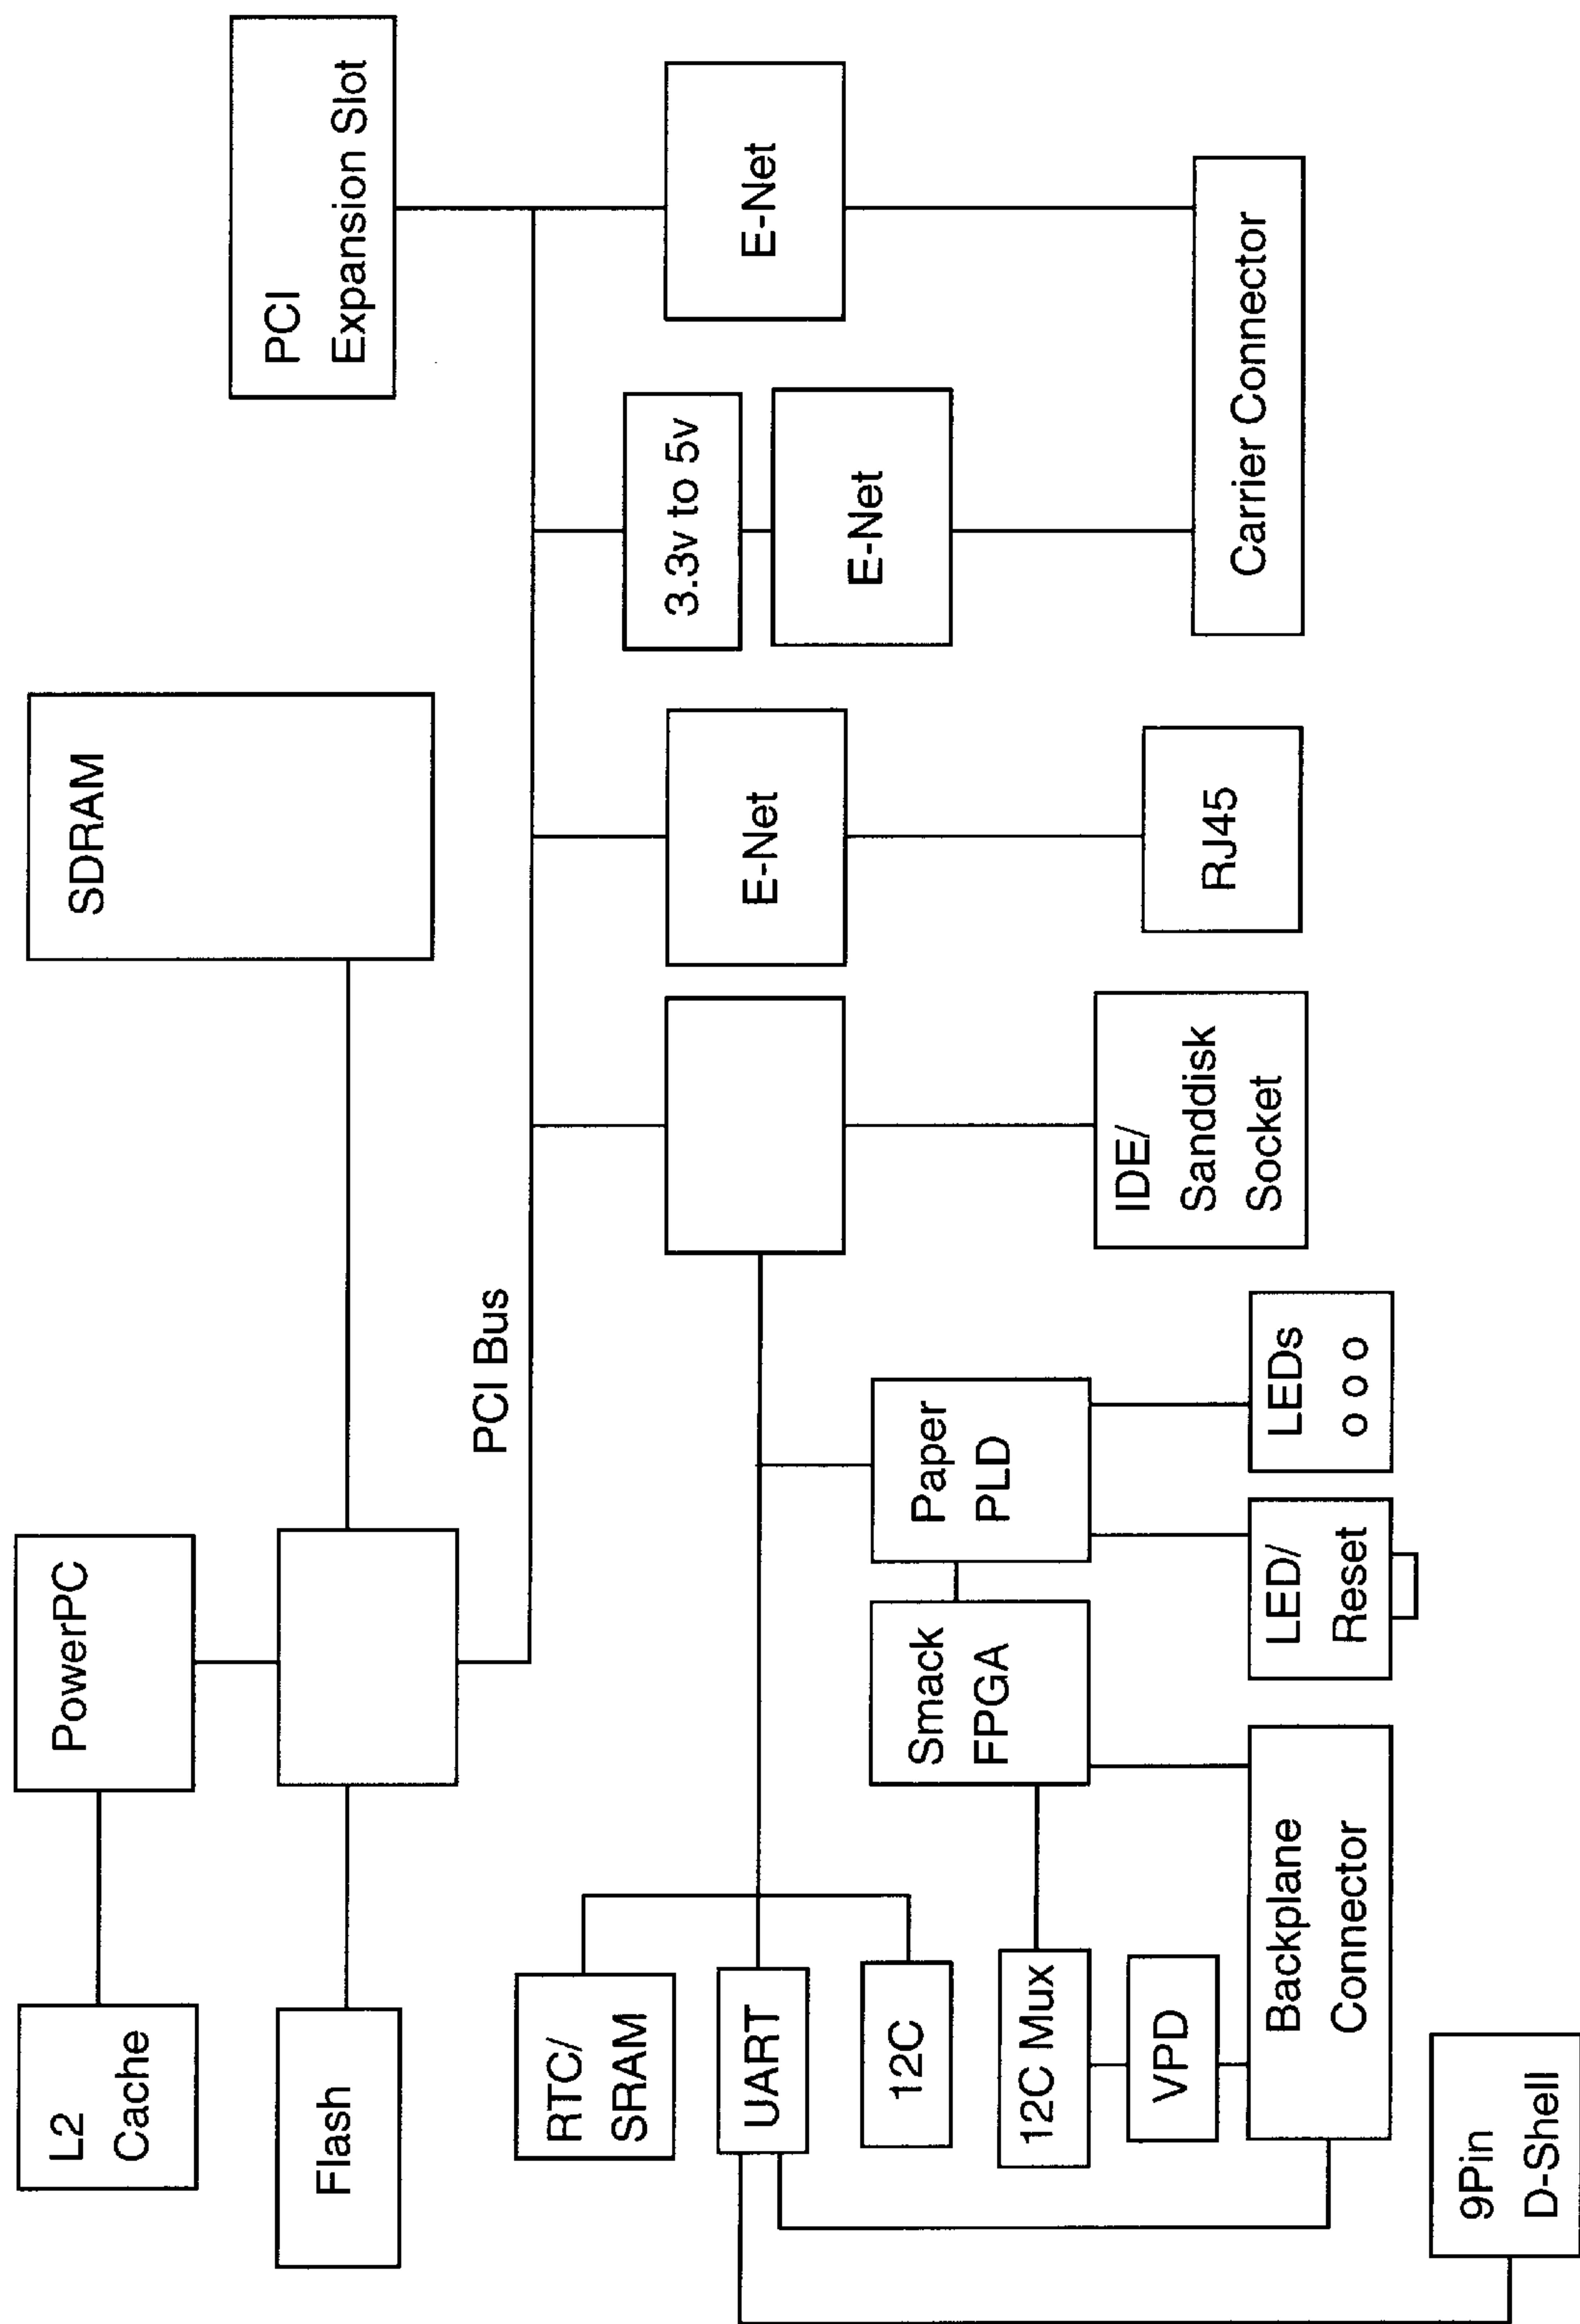 L2
Cache
PowerPC
SDRAM
Flash
PCI
Expansion Slot
PCI Bus
RTC/
SRAM
UART
12C
12C Mux
VPD
Smack
FPGA
Paper
PLD
E-Net
3.3v to 5v
E-Net
E-Net
Backplane
Connector
LED/
Reset
LEDs
o o o
IDE/
Sanddisk
Socket
RJ45
Carrier Connector
9Pin
D-Shell